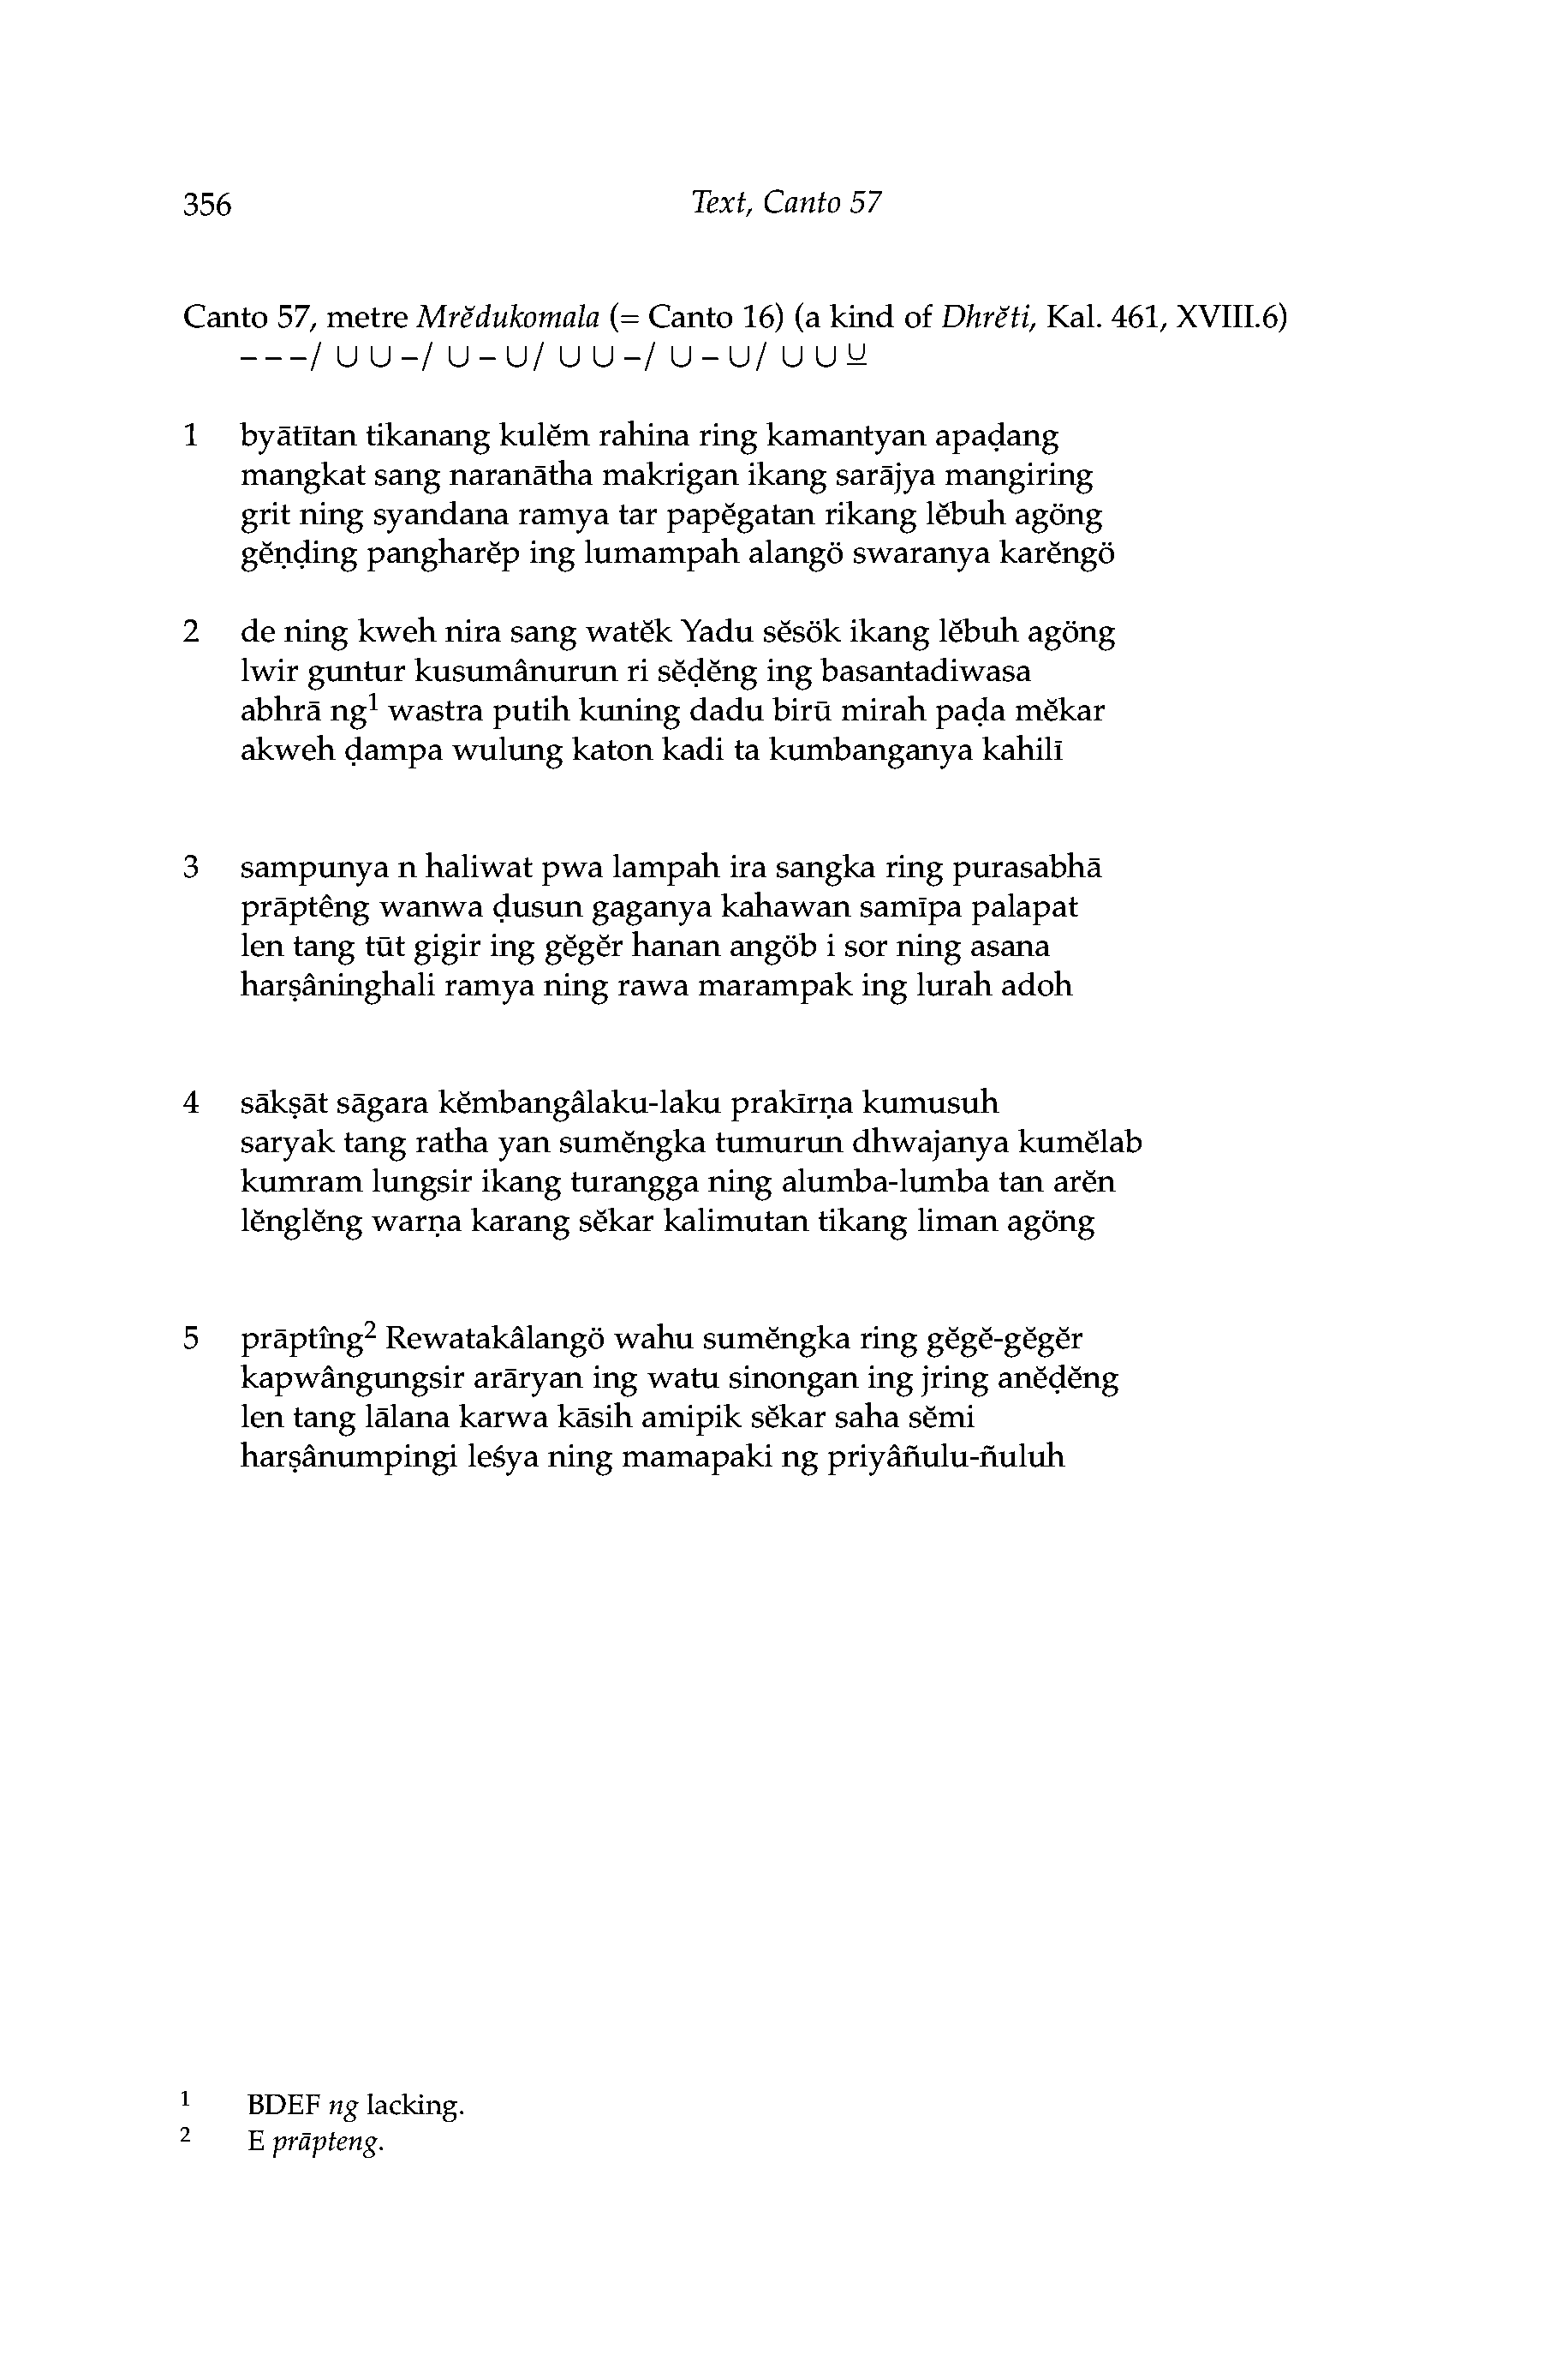 356 Text, Canto 57
Canto 57, metre Mrĕdukomala (= Canto 16) (a kind of Dhrĕti, Kal. 461, XVIII.6)
– – –/ ∪ ∪ –/ ∪ – ∪/ ∪ ∪ –/ ∪ – ∪/ ∪ ∪ ⊻
1 byātītan tikanang kulĕm rahina ring kamantyan apaḍang
mangkat sang naranātha makrigan ikang sarājya mangiring
grit ning syandana ramya tar papĕgatan rikang lĕbuh agöng
gĕṇḍing pangharĕp ing lumampah alangö swaranya karĕngö
2 de ning kweh nira sang watĕk Yadu sĕsök ikang lĕbuh agöng
lwir guntur kusumânurun ri sĕḍĕng ing basantadiwasa
abhrā ng¹ wastra putih kuning dadu birū mirah paḍa mĕkar
akweh ḍampa wulung katon kadi ta kumbanganya kahilī
3 sampunya n haliwat pwa lampah ira sangka ring purasabhā
prāptêng wanwa ḍusun gaganya kahawan samīpa palapat
len tang tūt gigir ing gĕgĕr hanan angöb i sor ning asana
harṣâninghali ramya ning rawa marampak ing lurah adoh
4 sākṣāt sāgara kĕmbangâlaku-laku prakīrṇa kumusuh
saryak tang ratha yan sumĕngka tumurun dhwajanya kumĕlab
kumram lungsir ikang turangga ning alumba-lumba tan arĕn
lĕnglĕng warṇa karang sĕkar kalimutan tikang liman agöng
5 prāptîng² Rewatakâlangö wahu sumĕngka ring gĕgĕ-gĕgĕr
kapwângungsir arāryan ing watu sinongan ing jring anĕḍĕng
len tang lālana karwa kāsih amipik sĕkar saha sĕmi
harṣânumpingi leśya ning mamapaki ng priyâñulu-ñuluh
1 BDEF ng lacking.
2 E prāpteng.